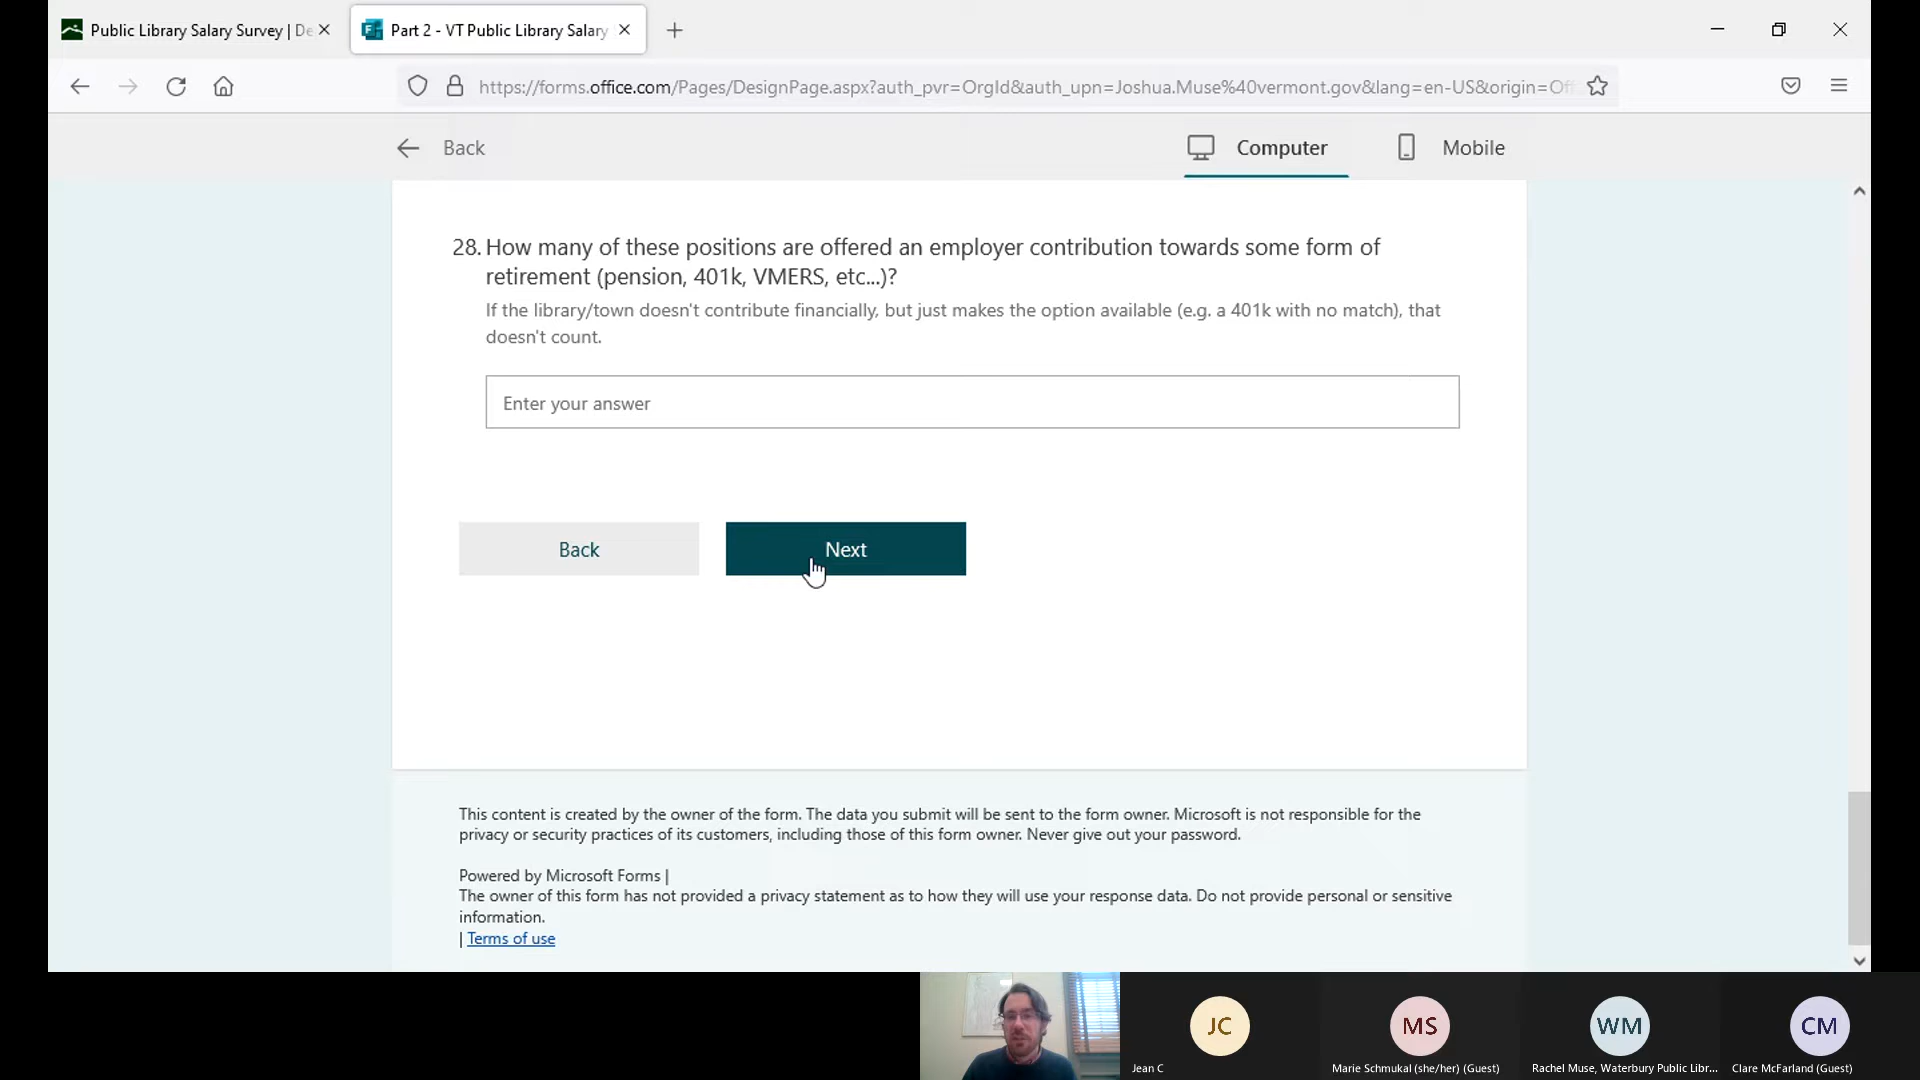 Public Library Salary Survey | De
Part 2 - VT Public Library Salary
https://forms.office.com/Pages/DesignPage.aspx?auth_pvr=OrgId&auth_upn=Joshua.Muse%40vermont.gov&lang=en-US&origin=Off
Back
Computer
Mobile
28. How many of these positions are offered an employer contribution towards some form of
retirement (pension, 401k, VMERS, etc...)?
If the library/town doesn't contribute financially, but just makes the option available (e.g. a 401k with no match), that
doesn't count.
Enter your answer
Back
Next
This content is created by the owner of the form. The data you submit will be sent to the form owner. Microsoft is not responsible for the
privacy or security practices of its customers, including those of this form owner. Never give out your password.
Powered by Microsoft Forms |
The owner of this form has not provided a privacy statement as to how they will use your response data. Do not provide personal or sensitive
information.
| Terms of use
JC
MS
WM
CM
Jean C
Marie Schmukal (she/her) (Guest)
Rachel Muse, Waterbury Public Libr...
Clare McFarland (Guest)